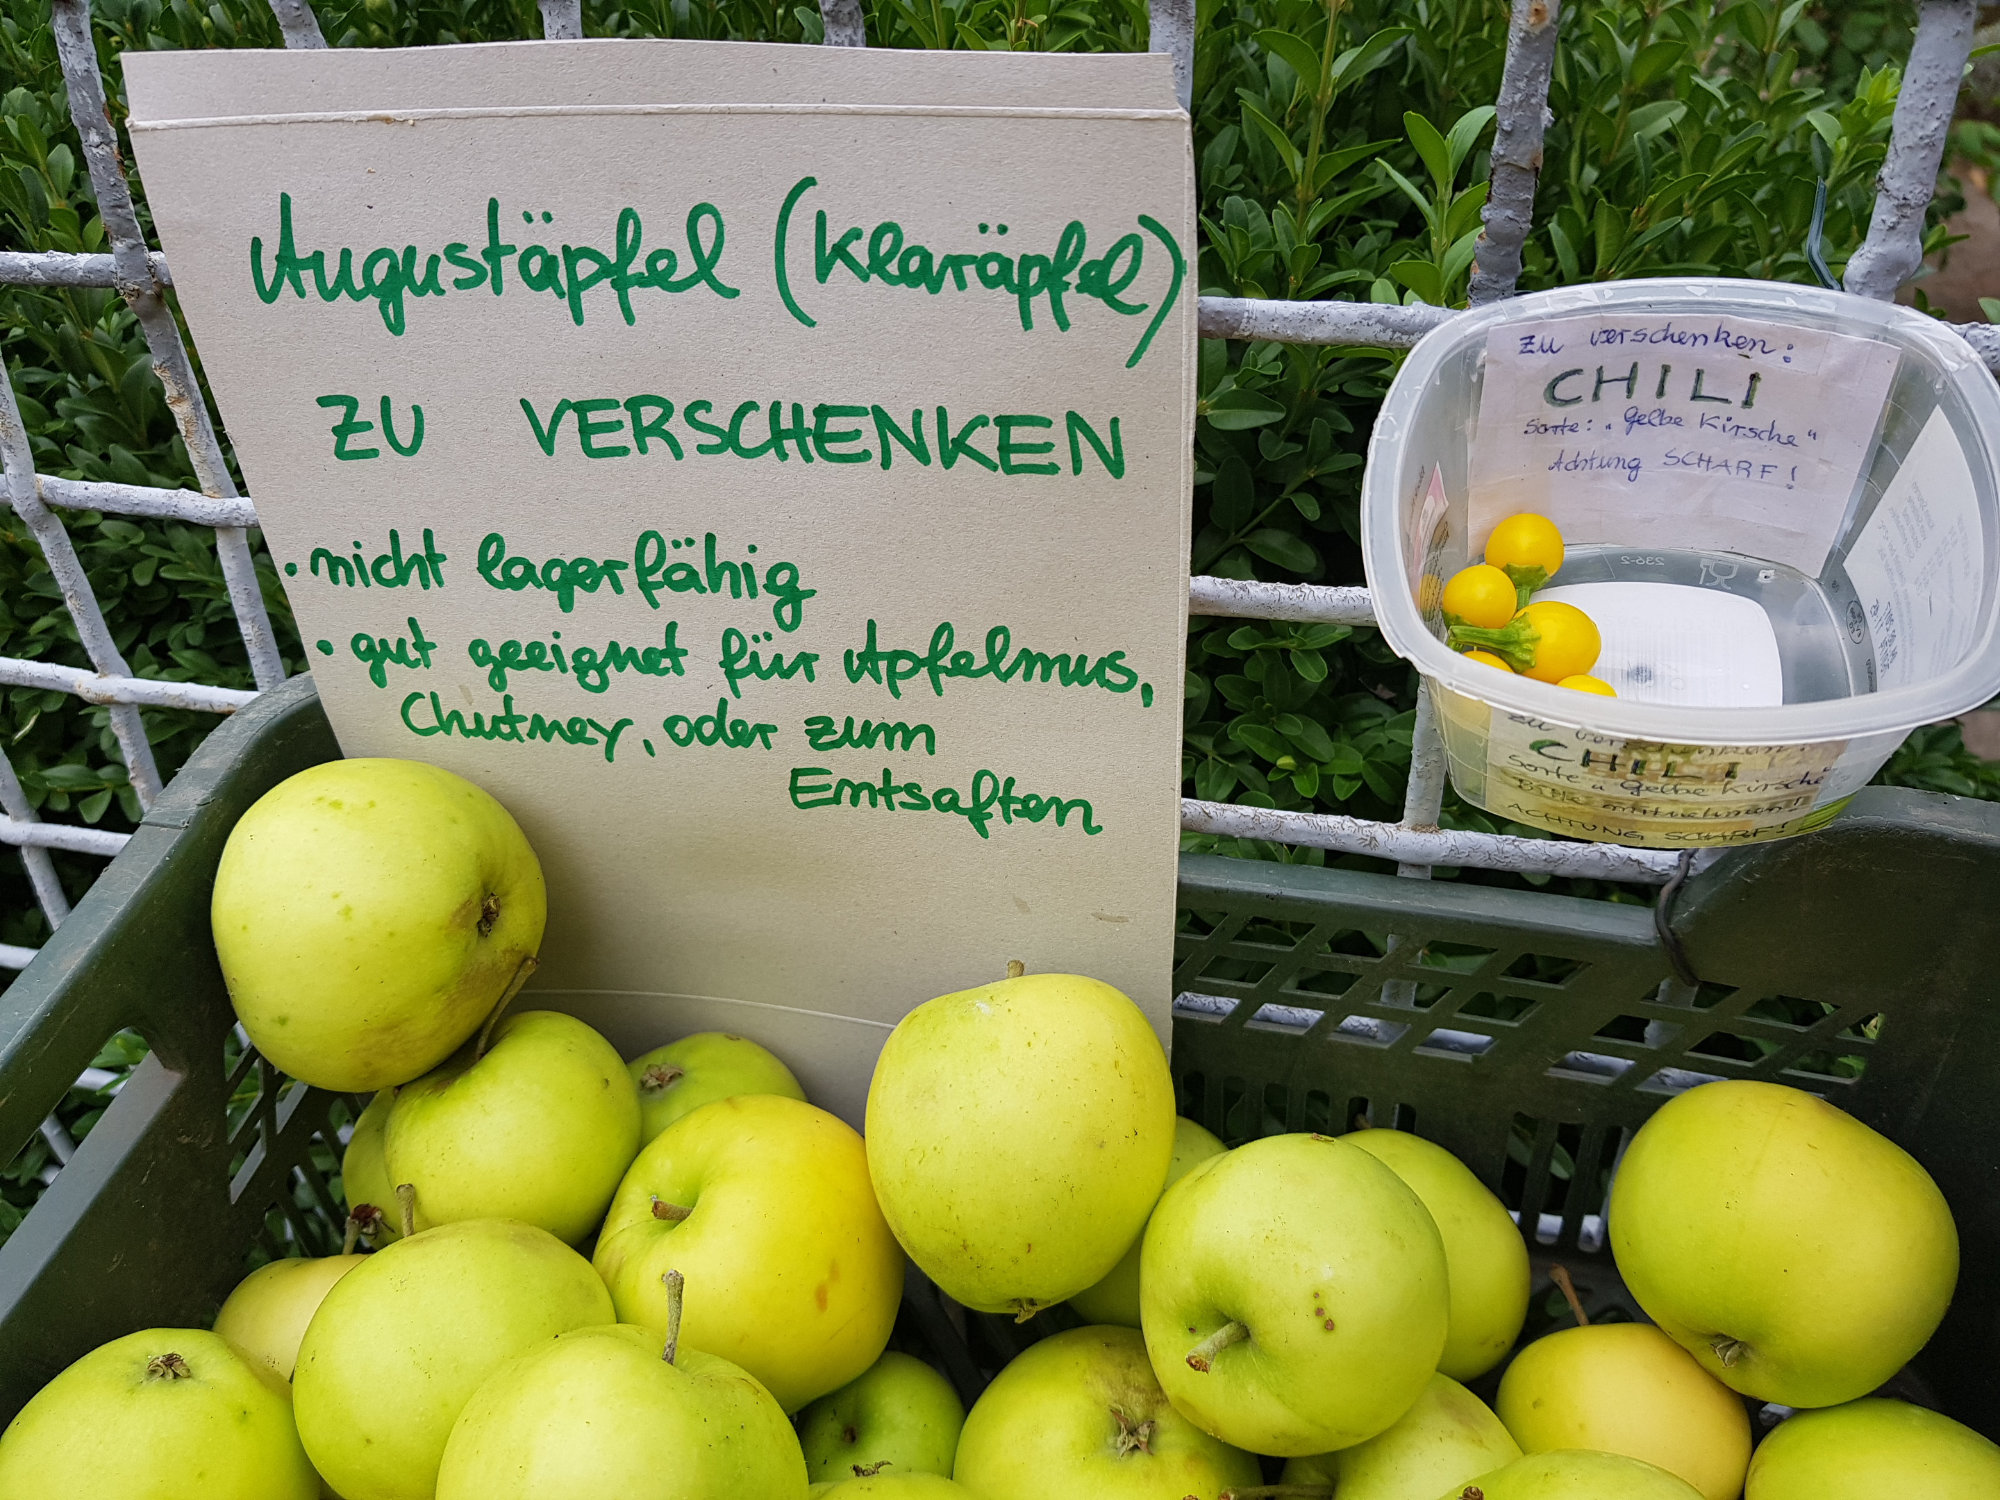 Augustäpfel (Klaräpfel)
ZU VERSCHENKEN
• nicht lagerfähig
• gut geeignet für Apfelmus,
Chutney, oder zum
Entsaften
zu verschenken:
CHILI
Sorte: "Gelbe Kirsche"
Achtung SCHARF!
236-2
zu verschenken:
CHILI
Sorte "Gelbe Kirsche"
Bitte mitnehmen!
ACHTUNG SCHARF!